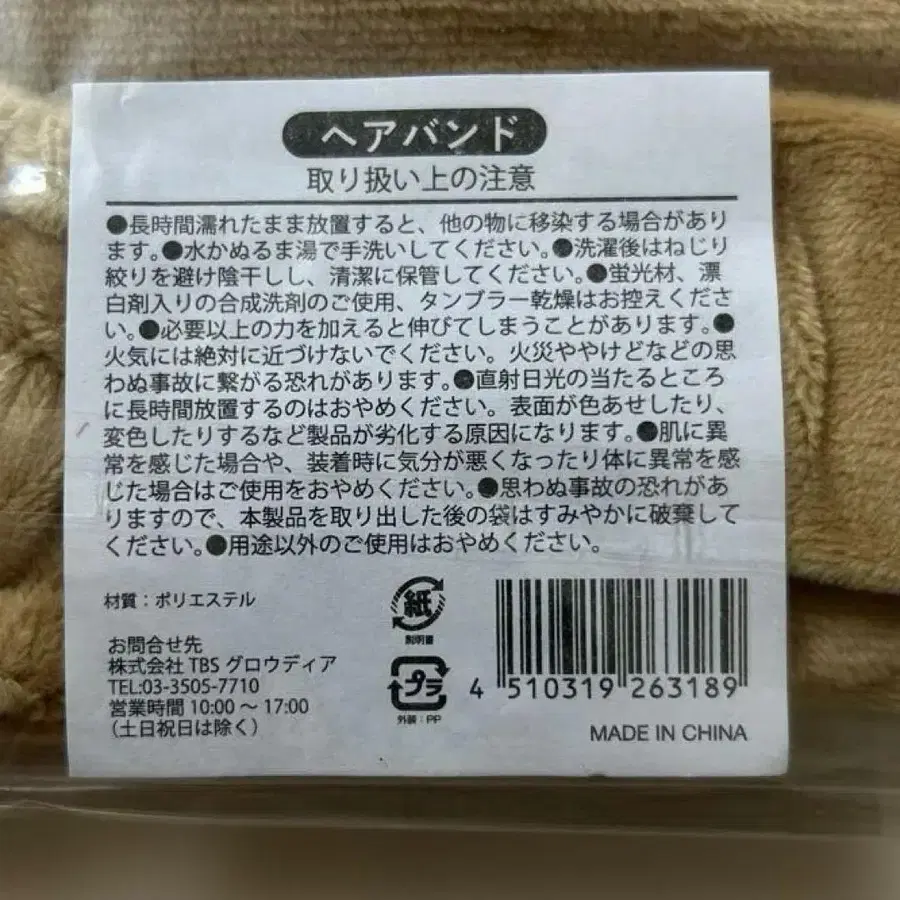 ヘアバンド
取り扱い上の注意
●長時間濡れたまま放置すると、他の物に移染する場合があり
ます。●水かぬるま湯で手洗いしてください。●洗濯後はねじり
絞りを避け陰干しし、清潔に保管してください。●蛍光材、漂
白剤入りの合成洗剤のご使用、タンブラー乾燥はお控えくださ
い。●必要以上の力を加えると伸びてしまうことがあります。●
火気には絶対に近づけないでください。火災ややけどなどの思
わぬ事故に繋がる恐れがあります。●直射日光の当たるところ
に長時間放置するのはおやめください。表面が色あせしたり、
変色したりするなど製品が劣化する原因になります。●肌に異
常を感じた場合や、装着時に気分が悪くなったり体に異常を感
じた場合はご使用をおやめください。●思わぬ事故の恐れがあ
りますので、本製品を取り出した後の袋はすみやかに破棄して
ください。●用途以外のご使用はおやめください。
材質：ポリエステル
お問合せ先
株式会社 TBS グロウディア
TEL:03-3505-7710
営業時間 10:00 〜 17:00
（土日祝日は除く）
紙
説明書
プラ
外装：PP
4 510319 263189
MADE IN CHINA